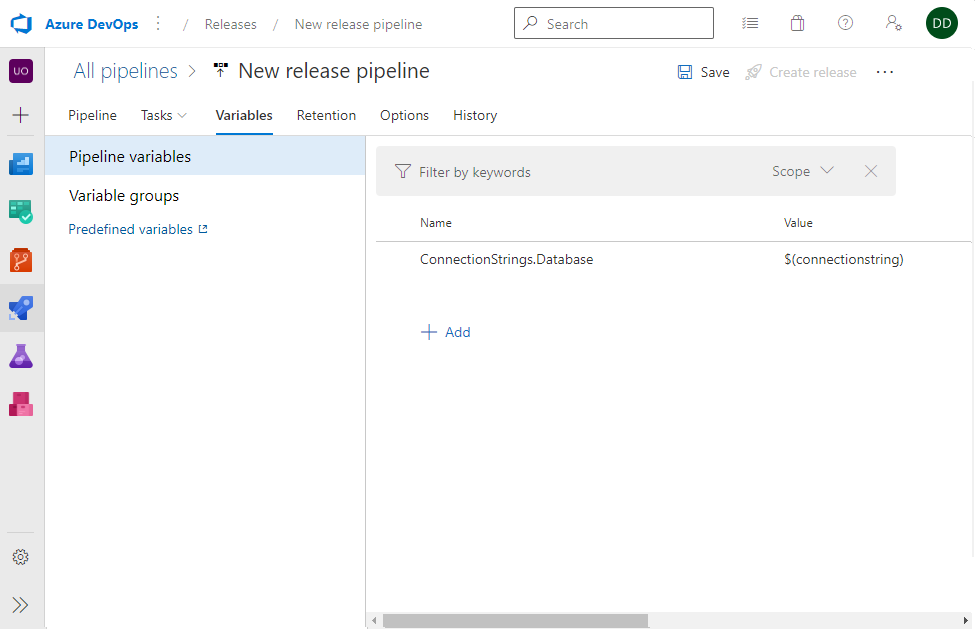 Azure DevOps / Releases / New release pipeline Search DD
UO
All pipelines > New release pipeline Save Create release ...
Pipeline Tasks Variables Retention Options History
Pipeline variables
Variable groups
Predefined variables
Filter by keywords Scope
Name Value
ConnectionStrings.Database $(connectionstring)
+ Add